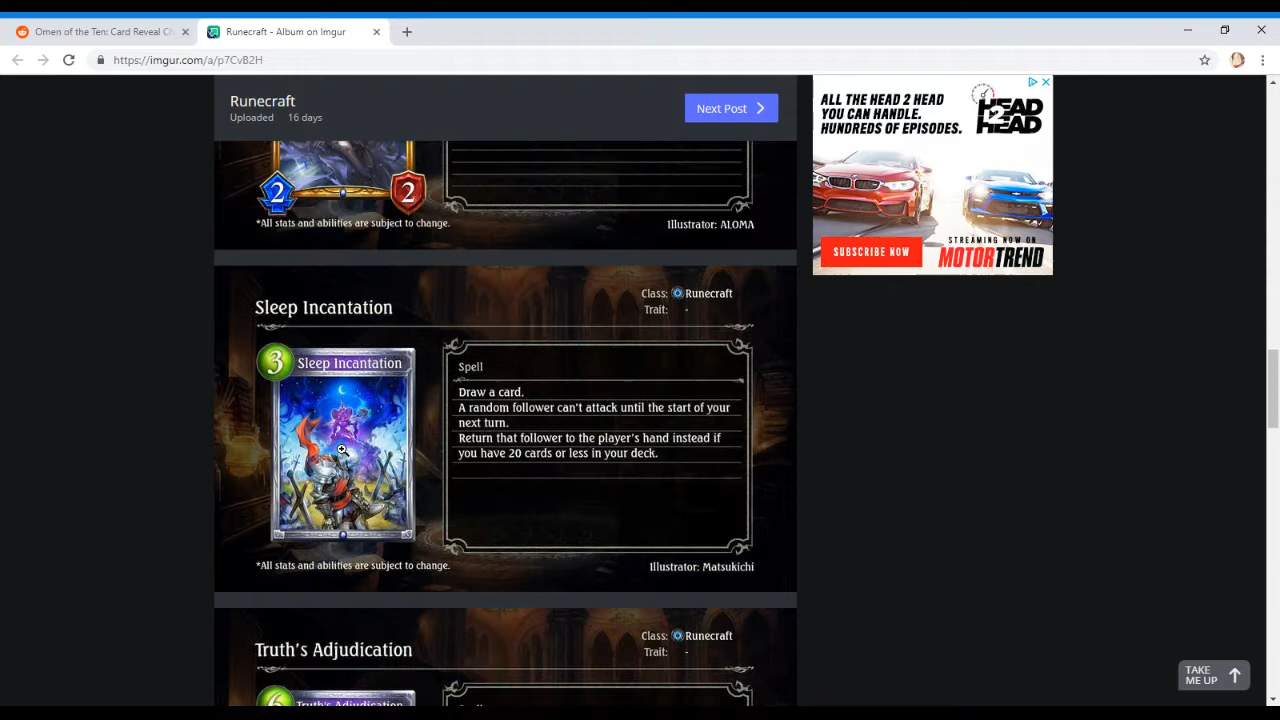 Omen of the Ten: Card Reveal Ch
Runecraft - Album on Imgur
https://imgur.com/a/p7CvB2H
Runecraft
Uploaded 16 days
Next Post
2
2
*All stats and abilities are subject to change.
Illustrator: ALOMA
Sleep Incantation
Class: Runecraft
Trait: -
3
Sleep Incantation
Spell
Draw a card.
A random follower can't attack until the start of your
next turn.
Return that follower to the player's hand instead if
you have 20 cards or less in your deck.
*All stats and abilities are subject to change.
Illustrator: Matsukichi
Truth's Adjudication
Class: Runecraft
Trait: -
6
Truth's Adjudication
Spell
ALL THE HEAD 2 HEAD
YOU CAN HANDLE.
HUNDREDS OF EPISODES.
HEAD
2
HEAD
SUBSCRIBE NOW
STREAMING NOW ON
MOTORTREND
TAKE
ME UP